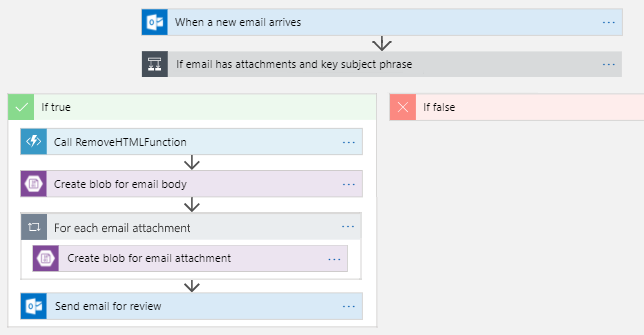 When a new email arrives
If email has attachments and key subject phrase
If true
If false
Call RemoveHTMLFunction
Create blob for email body
For each email attachment
Create blob for email attachment
Send email for review